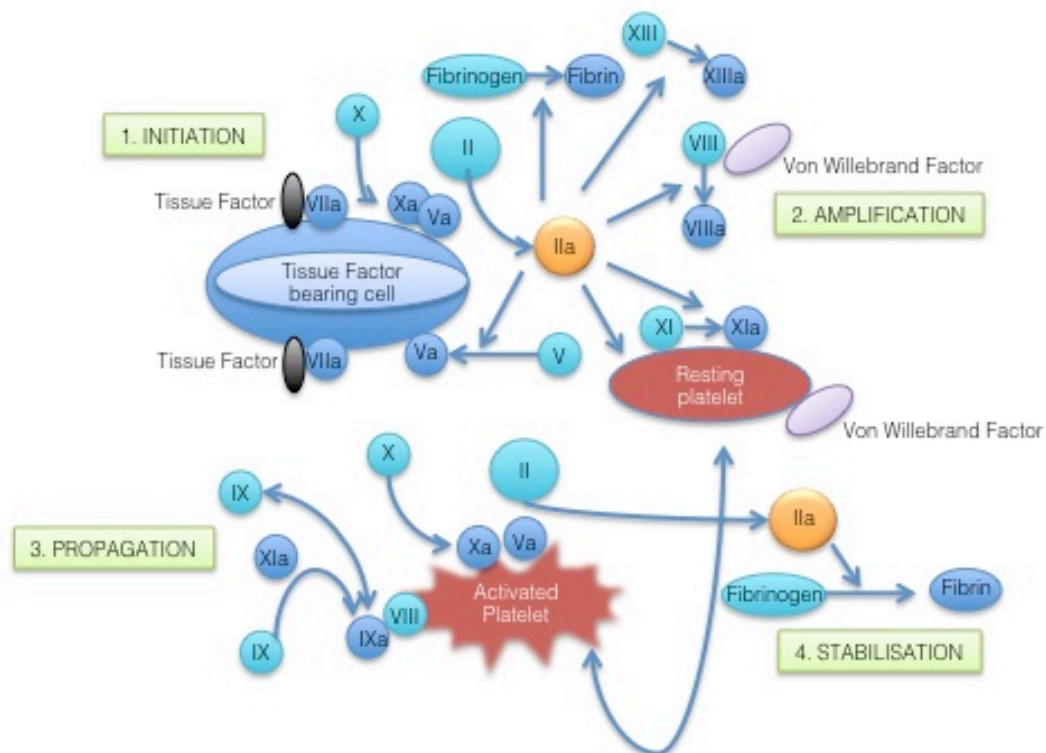 XIII
Fibrinogen
Fibrin
XIIIa
X
1. INITIATION
II
VIII
Von Willebrand Factor
Tissue Factor
VIIa
Xa
Va
VIIIa
2. AMPLIFICATION
IIa
Tissue Factor
bearing cell
XI
XIa
Tissue Factor
VIIa
Va
V
Resting
platelet
Von Willebrand Factor
X
II
IX
IIa
3. PROPAGATION
XIa
Xa
Va
Activated
Platelet
Fibrinogen
Fibrin
VIII
IX
IXa
4. STABILISATION